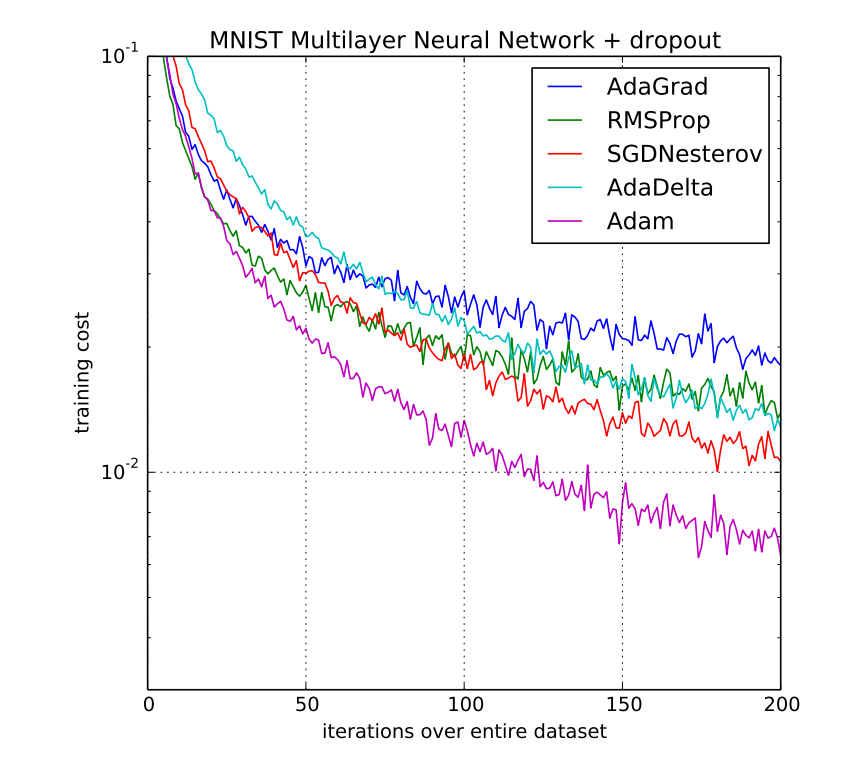 MNIST Multilayer Neural Network + dropout
10^-1
AdaGrad
RMSProp
SGDNesterov
AdaDelta
Adam
training cost
10^-2
0 50 100 150 200
iterations over entire dataset